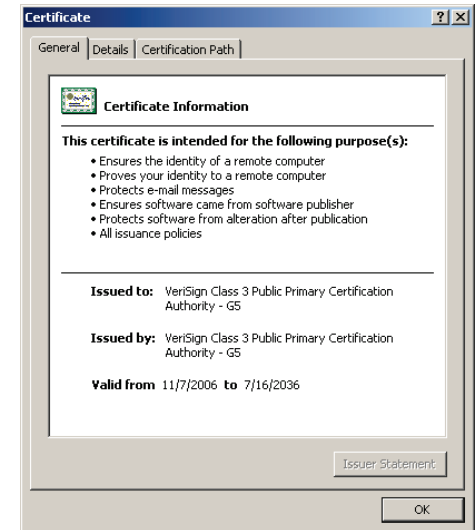 Certificate
General Details Certification Path
Certificate Information
This certificate is intended for the following purpose(s):
• Ensures the identity of a remote computer
• Proves your identity to a remote computer
• Protects e-mail messages
• Ensures software came from software publisher
• Protects software from alteration after publication
• All issuance policies
Issued to: VeriSign Class 3 Public Primary Certification
Authority - G5
Issued by: VeriSign Class 3 Public Primary Certification
Authority - G5
Valid from 11/7/2006 to 7/16/2036
Issuer Statement
OK